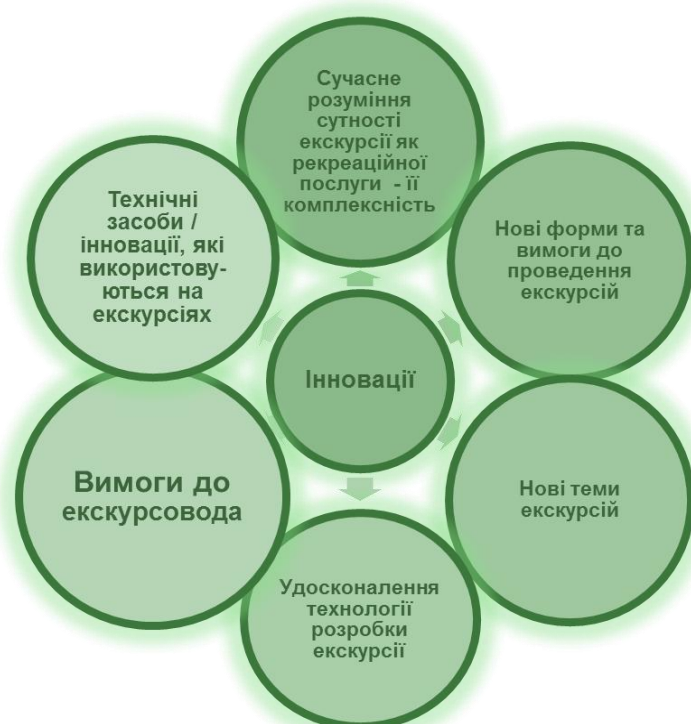 Сучасне
розуміння
сутності
екскурсії як
рекреаційної
послуги - її
комплексність
Нові форми та
вимоги до
проведення
екскурсій
Нові теми
екскурсій
Удосконалення
технології
розробки
екскурсії
Вимоги до
екскурсовода
Технічні
засоби /
інновації, які
використову-
ються на
екскурсіях
Інновації